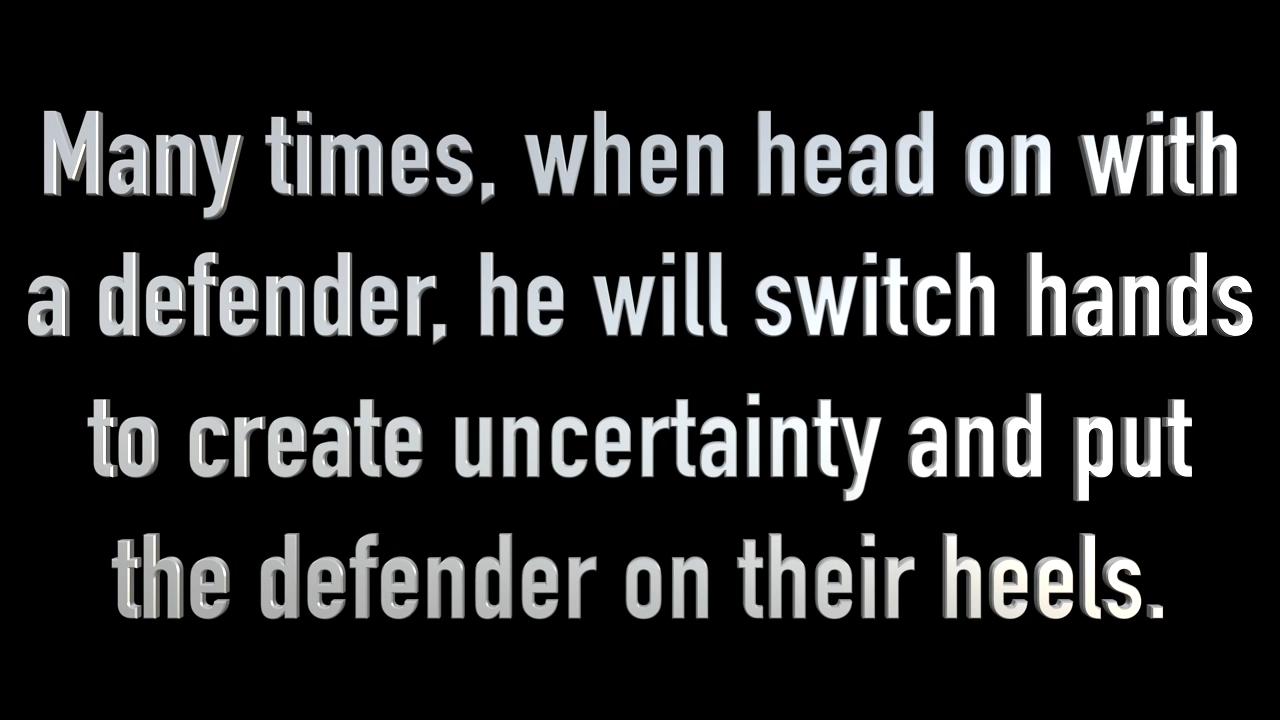 Many times, when head on with
a defender, he will switch hands
to create uncertainty and put
the defender on their heels.